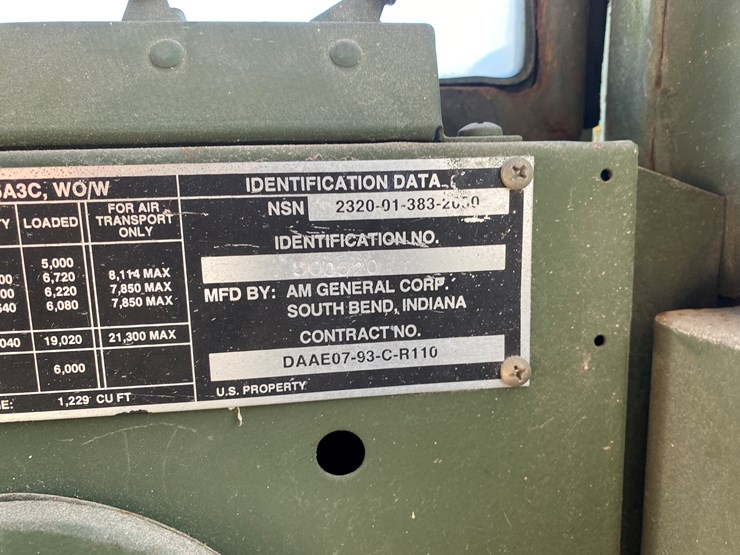 5A3C, WO/W
LOADED
FOR AIR
TRANSPORT
ONLY
5,000
6,720
6,220
6,080
8,114 MAX
7,850 MAX
7,850 MAX
040
19,020
21,300 MAX
6,000
E:
1,229 CU FT
IDENTIFICATION DATA
NSN
IDENTIFICATION NO.
MFD BY: AM GENERAL CORP.
SOUTH BEND, INDIANA
CONTRACT NO.
DAAE07-93-C-R110
U.S. PROPERTY